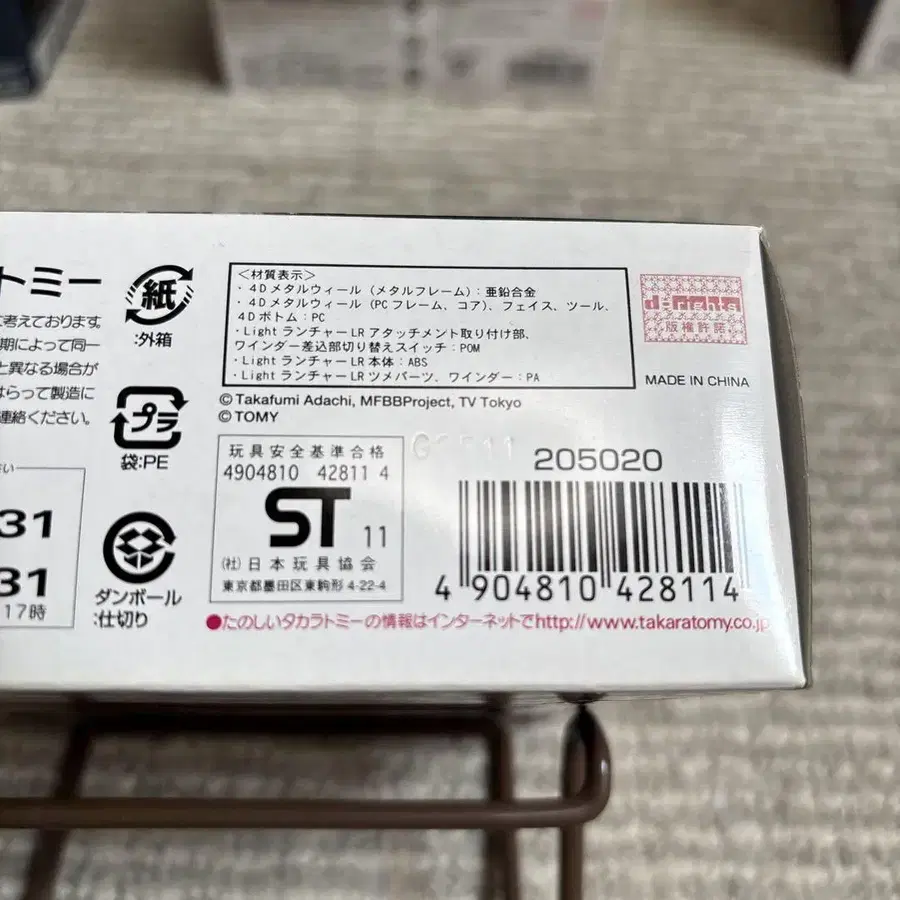 トミー
考えております。
期によって同一
と異なる場合が
はらって製造に
連絡ください。
31
31
17時
紙
:外箱
プラ
袋:PE
ダンボール
:仕切り
<材質表示>
・4Dメタルウィール(メタルフレーム):亜鉛合金
・4Dメタルウィール(PCフレーム、コア)、フェイス、ツール、
4Dボトム:PC
・LightランチャーLRアタッチメント取り付け部、
ワインダー差込部切り替えスイッチ:POM
・LightランチャーLR本体:ABS
・LightランチャーLRツメパーツ、ワインダー:PA
©Takafumi Adachi, MFBBProject, TV Tokyo
©TOMY
d-rights
版権許諾
MADE IN CHINA
玩具安全基準合格
4904810 42811 4
ST 11
(社)日本玩具協会
東京都墨田区東駒形4-22-4
205020
4 904810 428114
●たのしいタカラトミーの情報はインターネットでhttp://www.takaratomy.co.jp